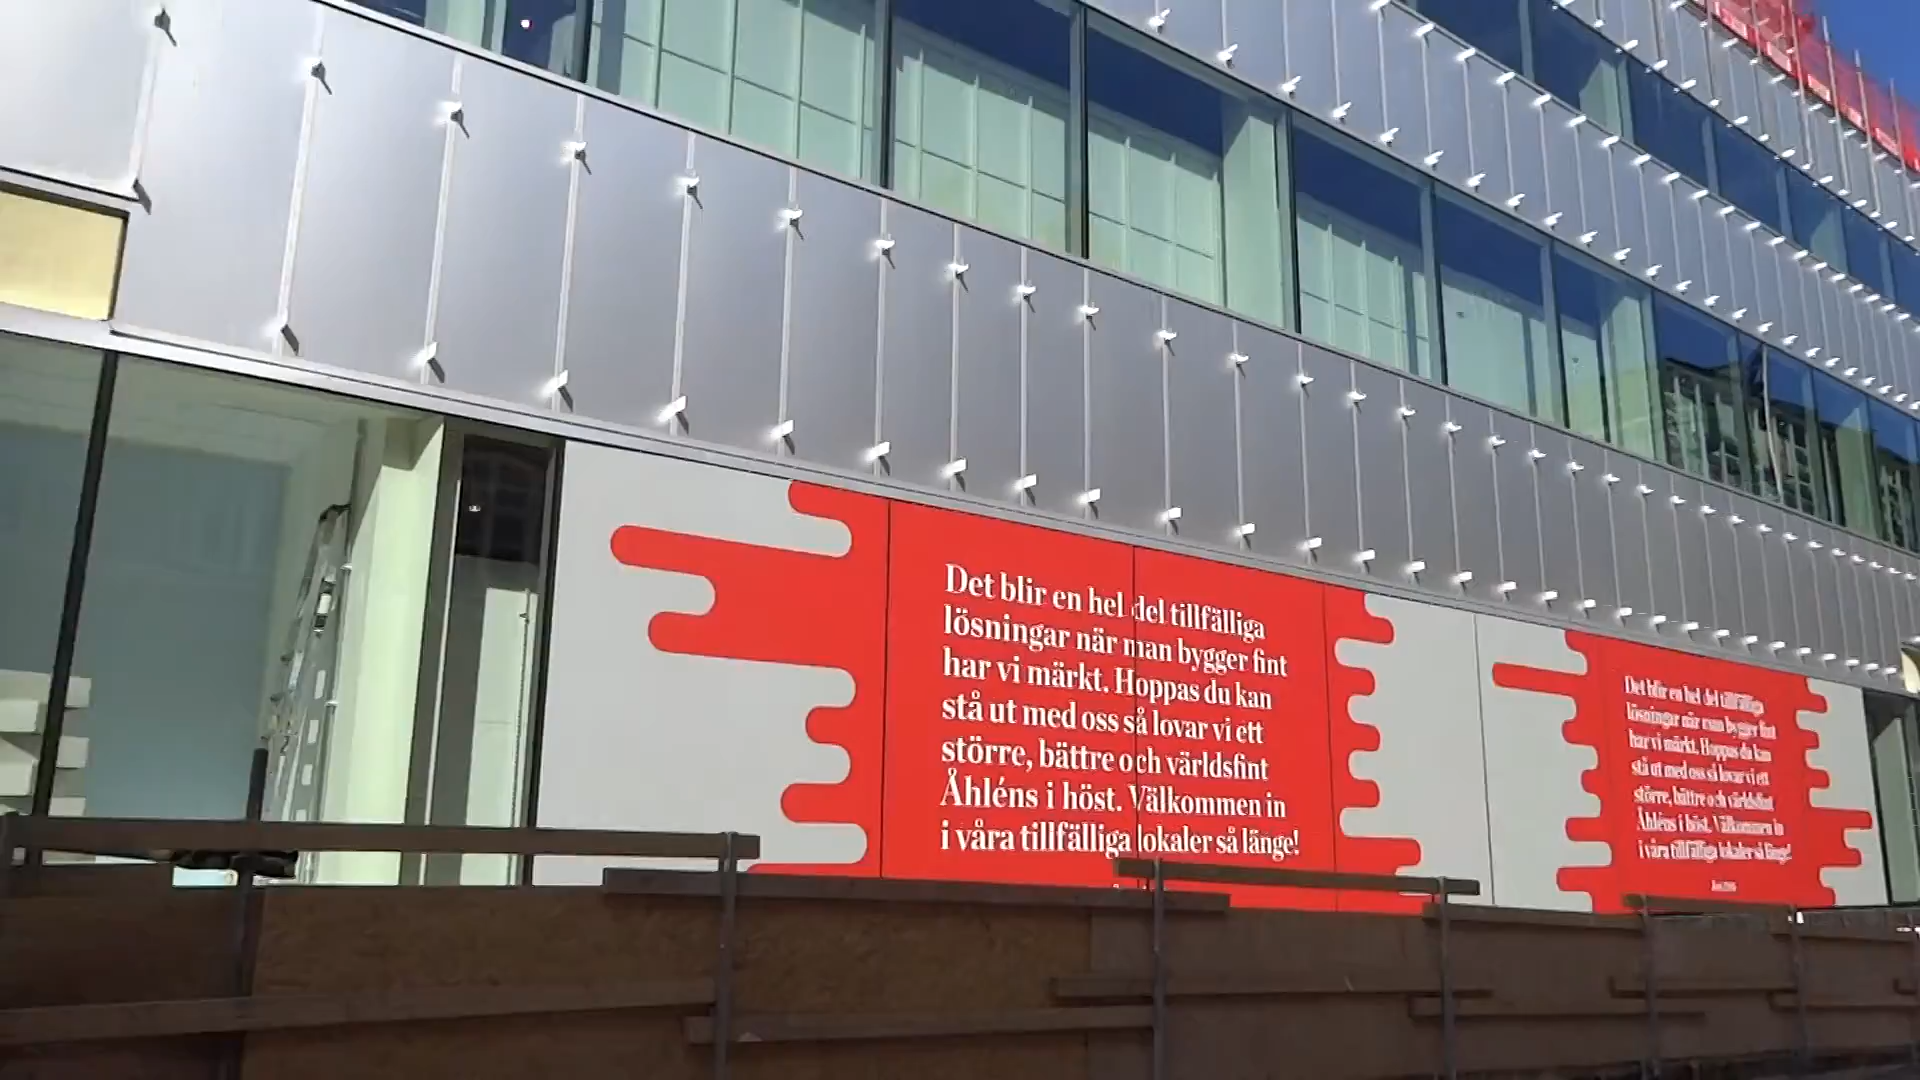 Det blir en hel del tillfälliga
lösningar när man bygger fint
har vi märkt. Hoppas du kan
stå ut med oss så lovar vi ett
större, bättre och världsfint
Åhléns i höst. Välkommen in
i våra tillfälliga lokaler så länge!
Det blir en hel del tillfälliga
lösningar när man bygger fint
har vi märkt. Hoppas du kan
stå ut med oss så lovar vi ett
större, bättre och världsfint
Åhléns i höst. Välkommen in
i våra tillfälliga lokaler så länge!